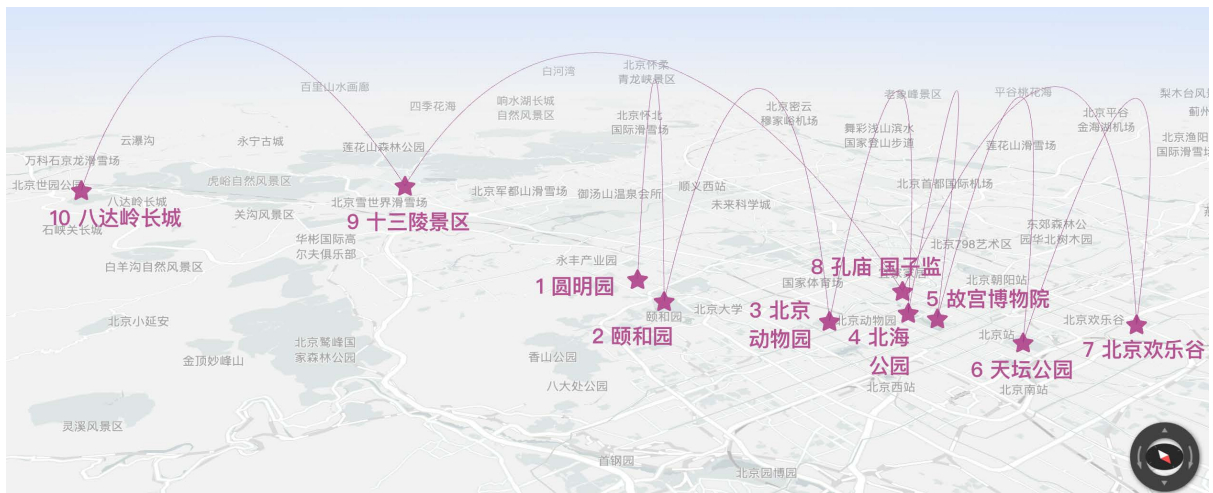 白河湾
北京怀柔
青龙峡景区
百里山水画廊
四季花海
响水湖长城
自然风景区
北京怀北
国际滑雪场
北京密云
穆家峪机场
老象峰景区
平谷桃花海
梨木台风景
蓟州
北京平谷
金海湖机场
舞彩浅山滨水
国家登山步道
莲花山滑雪场
北京渔阳
国际滑雪场
云瀑沟
永宁古城
莲花山森林公园
万科石京龙滑雪场
北京世园公园
虎峪自然风景区
八达岭长城
10 八达岭长城
石峡关长城
关沟风景区
北京雪世界滑雪场
9 十三陵景区
北京军都山滑雪场
御汤山温泉会所
顺义西站
未来科学城
北京首都国际机场
东郊森林公
园华北树木园
北京798艺术区
华彬国际高
尔夫俱乐部
白羊沟自然风景区
永丰产业园
1 圆明园
国家体育场
8 孔庙 国子监
北京朝阳站
5 故宫博物院
颐和园
2 颐和园
北京大学
3 北京
动物园
北京动物园
4 北海
公园
北京站
北京欢乐谷
7 北京欢乐谷
6 天坛公园
北京小延安
金顶妙峰山
北京鹫峰国
家森林公园
香山公园
八大处公园
北京西站
北京南站
灵溪风景区
首钢园
北京园博园